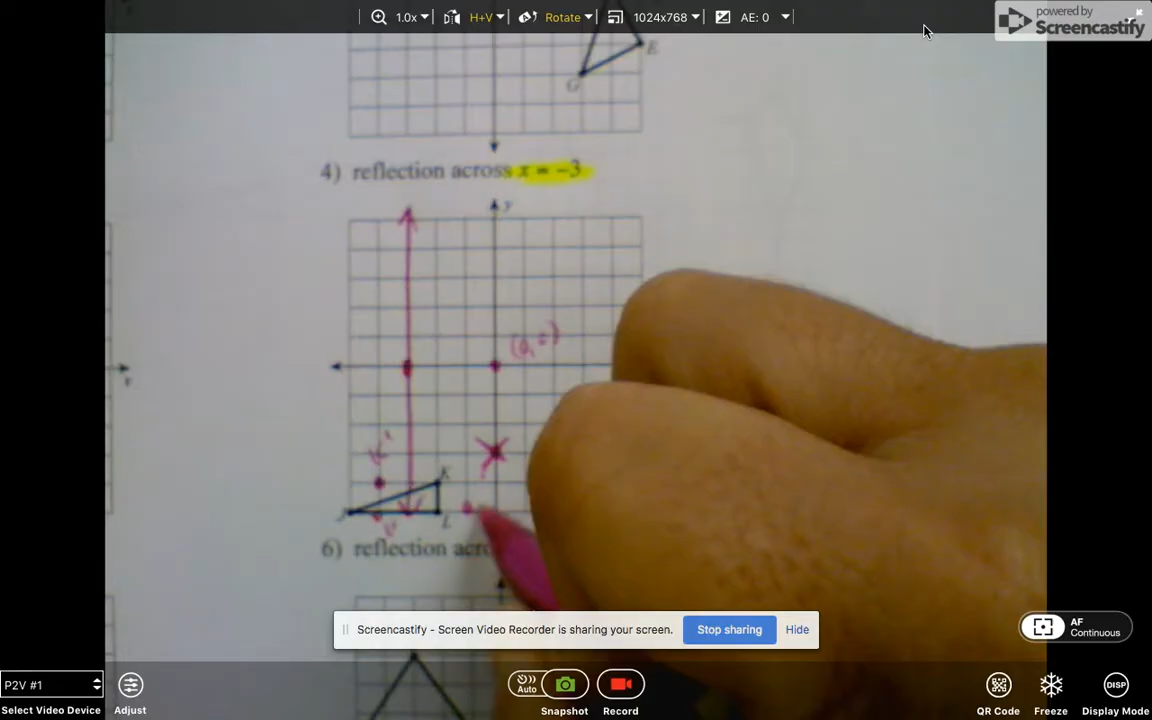 1.0x H+V Rotate 1024x768 AE: 0
powered by
Screencastify
E
G
4) reflection across x = −3
y
(0,0)
x
K'
K
J L' L
6) reflection
Screencastify - Screen Video Recorder is sharing your screen. Stop sharing Hide
AF
Continuous
P2V #1
Auto
DISP
Select Video Device Adjust Snapshot Record QR Code Freeze Display Mode